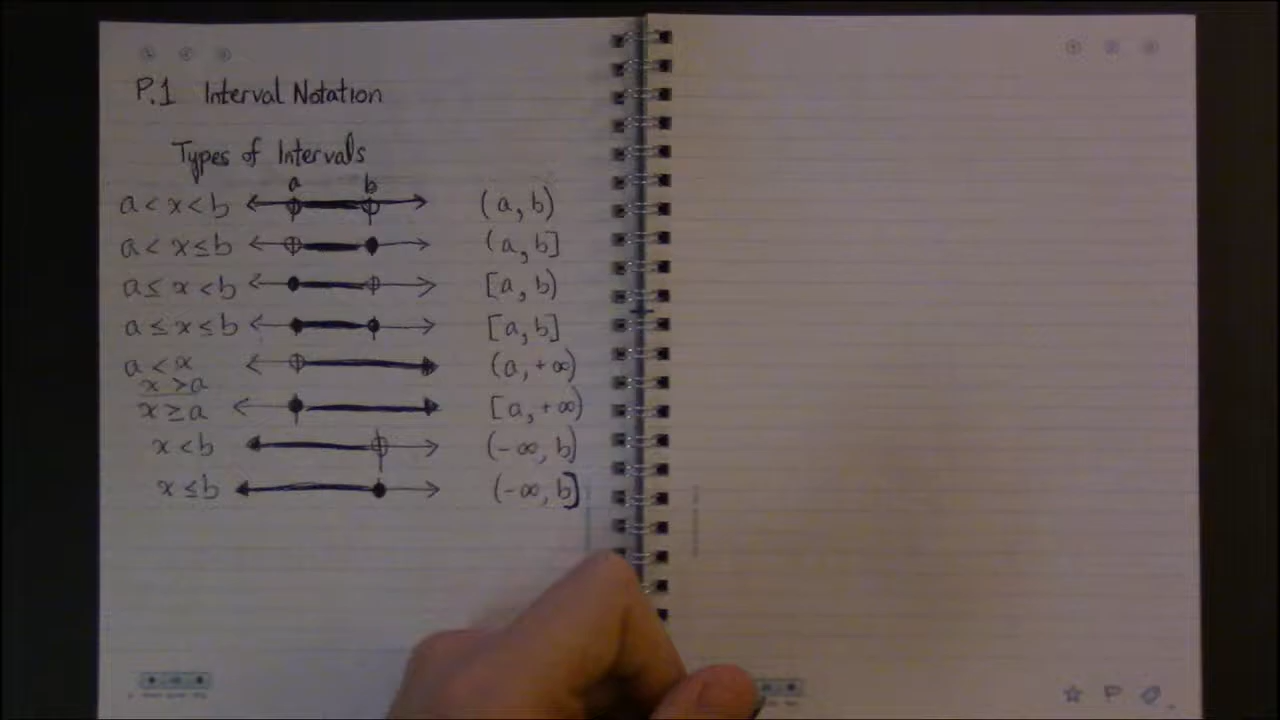 P.1 Interval Notation
Types of Intervals
a b
a < x < b (a, b)
a < x ≤ b (a, b]
a ≤ x < b [a, b)
a ≤ x ≤ b [a, b]
a < x (a, +∞)
x > a
x ≥ a [a, +∞)
x < b (-∞, b)
x ≤ b (-∞, b]